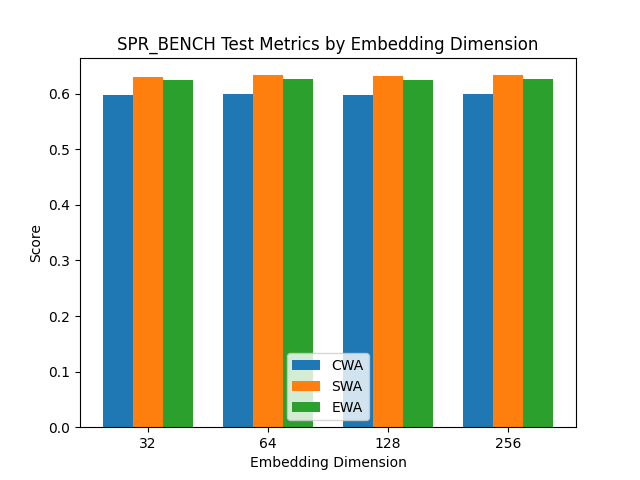 SPR_BENCH Test Metrics by Embedding Dimension
Score
0.6
0.5
0.4
0.3
0.2
0.1
0.0
CWA
SWA
EWA
32 64 128 256
Embedding Dimension